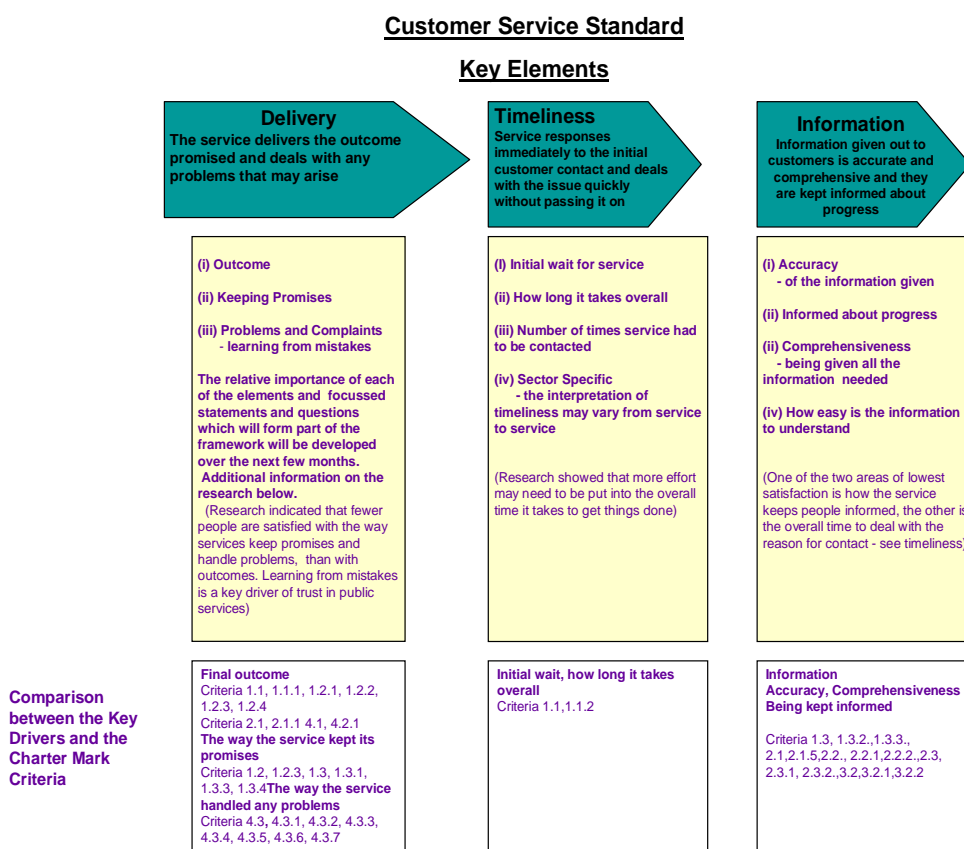 Customer Service Standard
Key Elements
Delivery
The service delivers the outcome
promised and deals with any
problems that may arise
Timeliness
Service responses
immediately to the initial
customer contact and deals
with the issue quickly
without passing it on
Information
Information given out to
customers is accurate and
comprehensive and they
are kept informed about
progress
(i) Outcome
(ii) Keeping Promises
(iii) Problems and Complaints
- learning from mistakes
The relative importance of each
of the elements and focussed
statements and questions
which will form part of the
framework will be developed
over the next few months.
Additional information on the
research below.
(Research indicated that fewer
people are satisfied with the way
services keep promises and
handle problems, than with
outcomes. Learning from mistakes
is a key driver of trust in public
services)
(I) Initial wait for service
(ii) How long it takes overall
(iii) Number of times service had
to be contacted
(iv) Sector Specific
- the interpretation of
timeliness may vary from service
to service
(Research showed that more effort
may need to be put into the overall
time it takes to get things done)
(i) Accuracy
- of the information given
(ii) Informed about progress
(ii) Comprehensiveness
- being given all the
information needed
(iv) How easy is the information
to understand
(One of the two areas of lowest
satisfaction is how the service
keeps people informed, the other is
the overall time to deal with the
reason for contact - see timeliness)
Comparison
between the Key
Drivers and the
Charter Mark
Criteria
Final outcome
Criteria 1.1, 1.1.1, 1.2.1, 1.2.2,
1.2.3, 1.2.4
Criteria 2.1, 2.1.1 4.1, 4.2.1
The way the service kept its
promises
Criteria 1.2, 1.2.3, 1.3, 1.3.1,
1.3.3, 1.3.4The way the service
handled any problems
Criteria 4.3, 4.3.1, 4.3.2, 4.3.3,
4.3.4, 4.3.5, 4.3.6, 4.3.7
Initial wait, how long it takes
overall
Criteria 1.1,1.1.2
Information
Accuracy, Comprehensiveness
Being kept informed
Criteria 1.3, 1.3.2.,1.3.3.,
2.1,2.1.5,2.2., 2.2.1,2.2.2.,2.3,
2.3.1, 2.3.2.,3.2,3.2.1,3.2.2